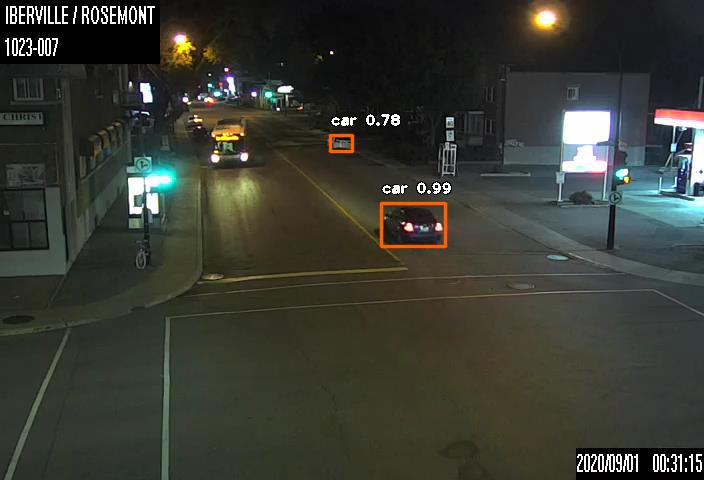 IBERVILLE / ROSEMONT
1023-007
CHRIST
car 0.78
car 0.99
2020/09/01 00:31:15